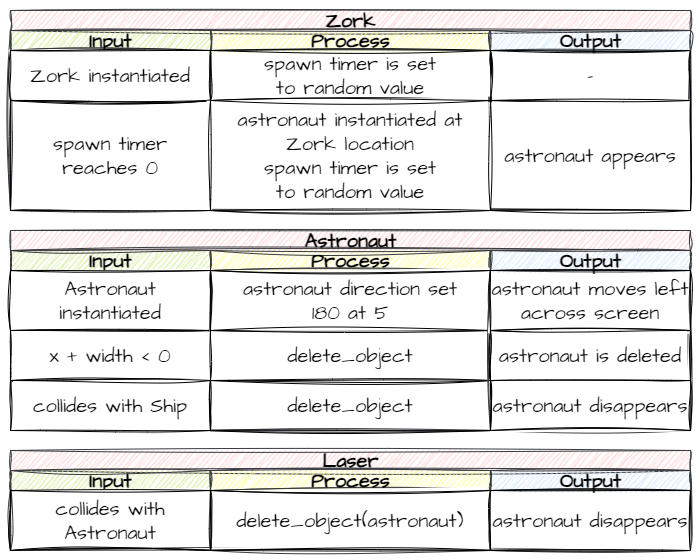 Zork
Input Process Output
Zork instantiated
spawn timer is set
to random value
-
spawn timer
reaches 0
astronaut instantiated at
Zork location
spawn timer is set
to random value
astronaut appears
Astronaut
Input Process Output
Astronaut
instantiated
astronaut direction set
180 at 5
astronaut moves left
across screen
x + width < 0
delete_object
astronaut is deleted
collides with Ship
delete_object
astronaut disappears
Laser
Input Process Output
collides with
Astronaut
delete_object(astronaut)
astronaut disappears